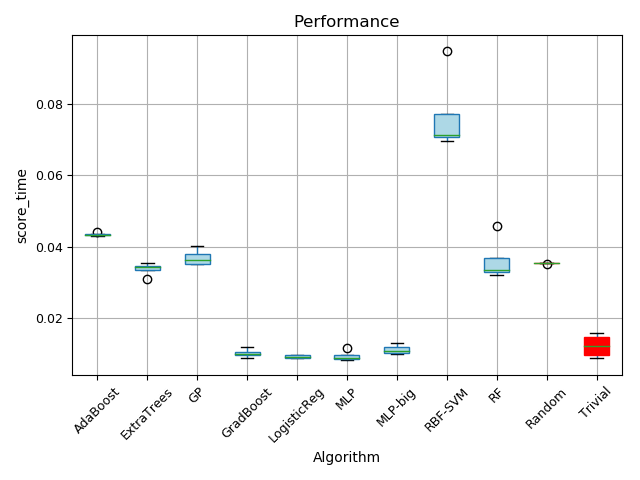 Performance
score_time
0.08
0.06
0.04
0.02
AdaBoost
ExtraTrees
GP
GradBoost
LogisticReg
MLP
MLP-big
RBF-SVM
RF
Random
Trivial
Algorithm